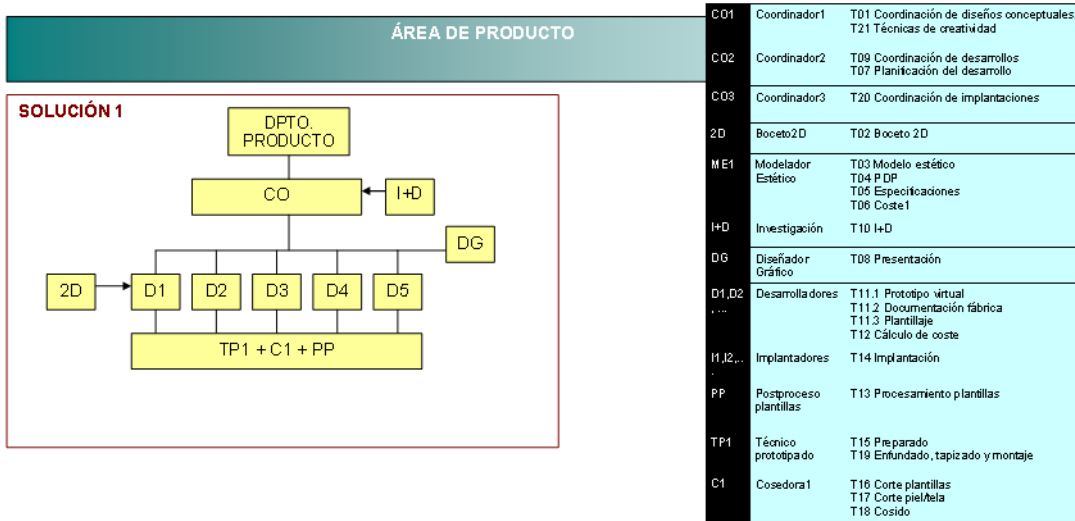 ÁREA DE PRODUCTO
SOLUCIÓN 1
DPTO.
PRODUCTO
CO
I+D
DG
2D
D1
D2
D3
D4
D5
TP1 + C1 + PP
CO1 Coordinador1 T01 Coordinación de diseños conceptuales
T21 Técnicas de creatividad
CO2 Coordinador2 T09 Coordinación de desarrollos
T07 Planificación del desarrollo
CO3 Coordinador3 T20 Coordinación de implantaciones
2D Boceto2D T02 Boceto 2D
ME1 Modelador T03 Modelo estético
Estético T04 PDP
T05 Especificaciones
T06 Coste1
I+D Investigación T10 I+D
DG Diseñador T08 Presentación
Gráfico
D1,D2 Desarrolladores T11.1 Prototipo virtual
, ... T11.2 Documentación fábrica
T11.3 Plantillaje
T12 Cálculo de coste
I1,I2,.. Implantadores T14 Implantación
.
PP Postproceso T13 Procesamiento plantillas
plantillas
TP1 Técnico T15 Preparado
prototipado T19 Enfundado, tapizado y montaje
C1 Cosedora1 T16 Corte plantillas
T17 Corte piel/tela
T18 Cosido